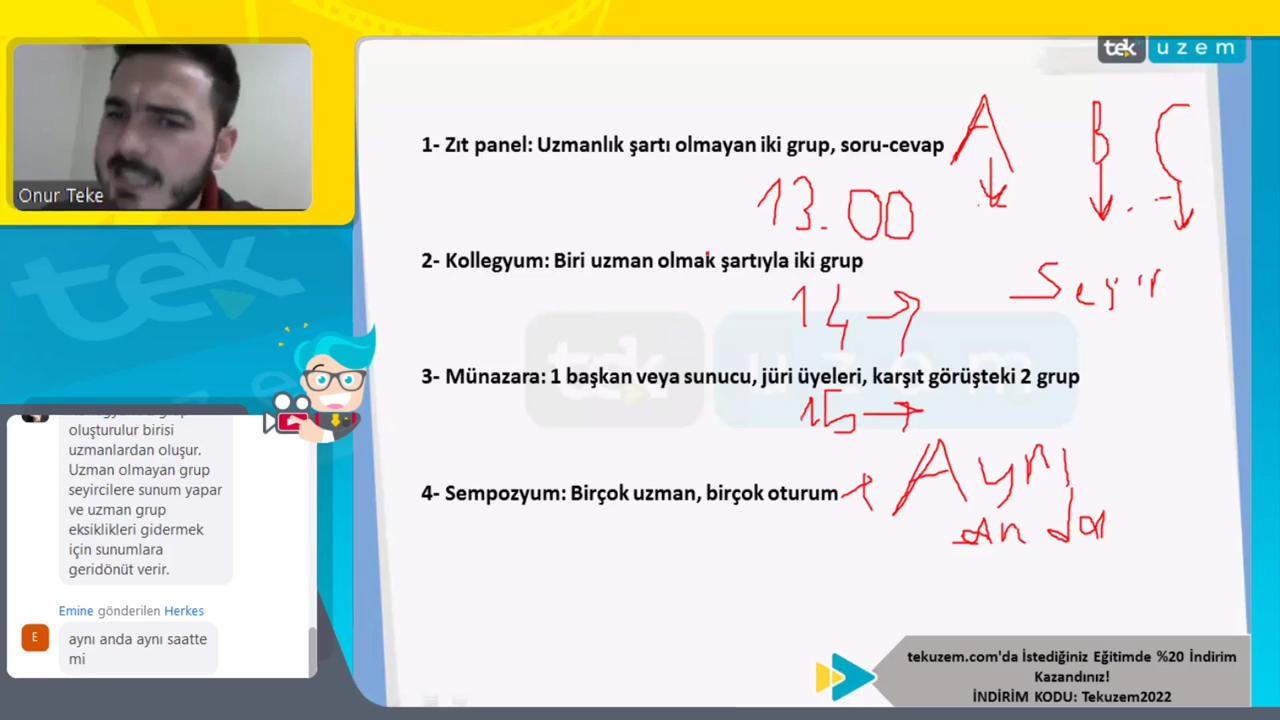 tek uzem
Onur Teke
1- Zıt panel: Uzmanlık şartı olmayan iki grup, soru-cevap
A B C
13.00
2- Kollegyum: Biri uzman olmak şartıyla iki grup
Seyir
14
3- Münazara: 1 başkan veya sunucu, jüri üyeleri, karşıt görüşteki 2 grup
15
4- Sempozyum: Birçok uzman, birçok oturum
Aynı
an da
oluşturulur birisi
uzmanlardan oluşur.
Uzman olmayan grup
seyircilere sunum yapar
ve uzman grup
eksiklikleri gidermek
için sunumlara
geridönüt verir.
Emine gönderilen Herkes
E
aynı anda aynı saatte
mi
tekuzem.com'da İstediğiniz Eğitimde %20 İndirim
Kazandınız!
İNDİRİM KODU: Tekuzem2022